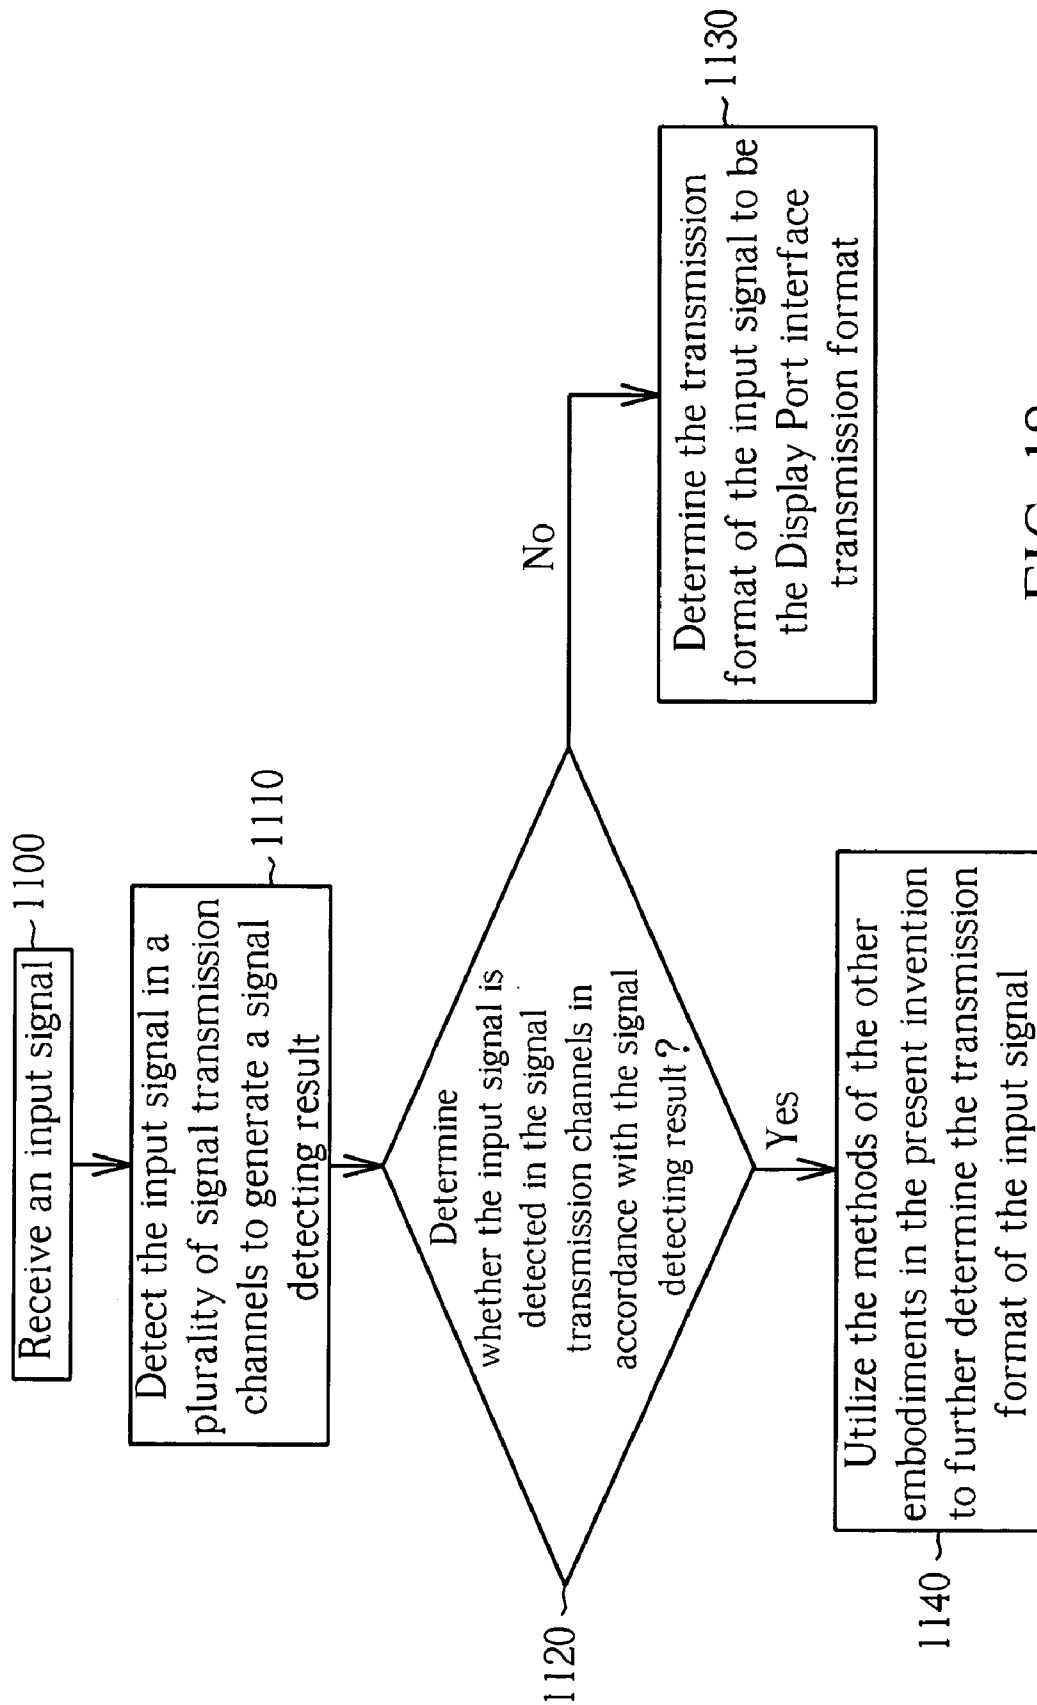 Receive an input signal
1100
Detect the input signal in a
plurality of signal transmission
channels to generate a signal
detecting result
1110
Determine
whether the input signal is
detected in the signal
transmission channels in
accordance with the signal
detecting result?
1120
No
Determine the transmission
format of the input signal to be
the Display Port interface
transmission format
1130
Yes
Utilize the methods of the other
embodiments in the present invention
to further determine the transmission
format of the input signal
1140